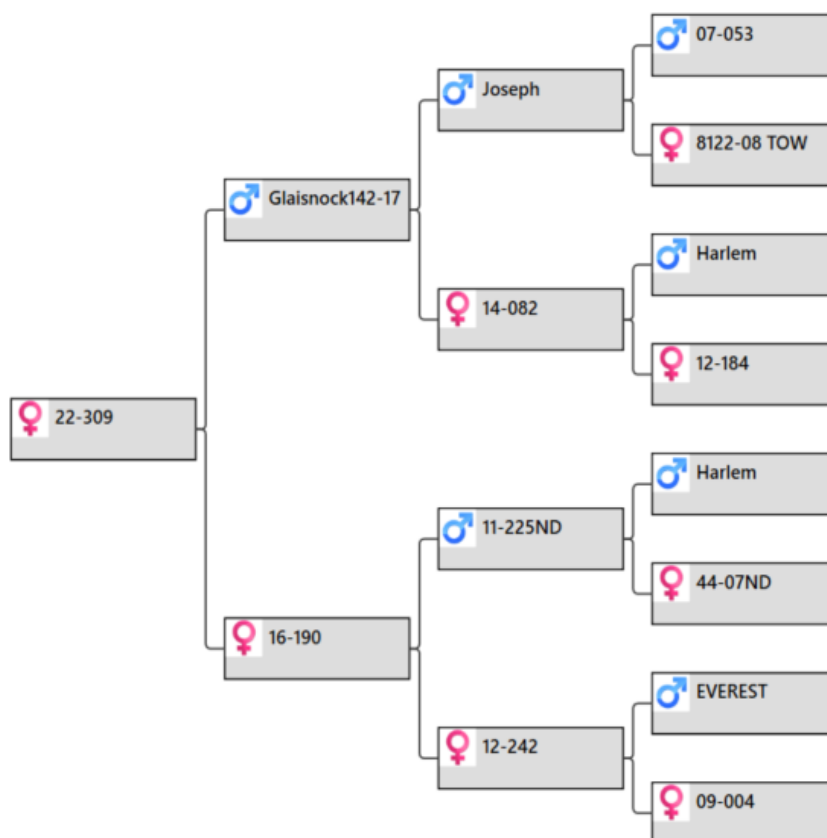 07-053
Joseph
8122-08 TOW
Glaisnock142-17
Harlem
14-082
12-184
22-309
Harlem
11-225ND
44-07ND
16-190
EVEREST
12-242
09-004